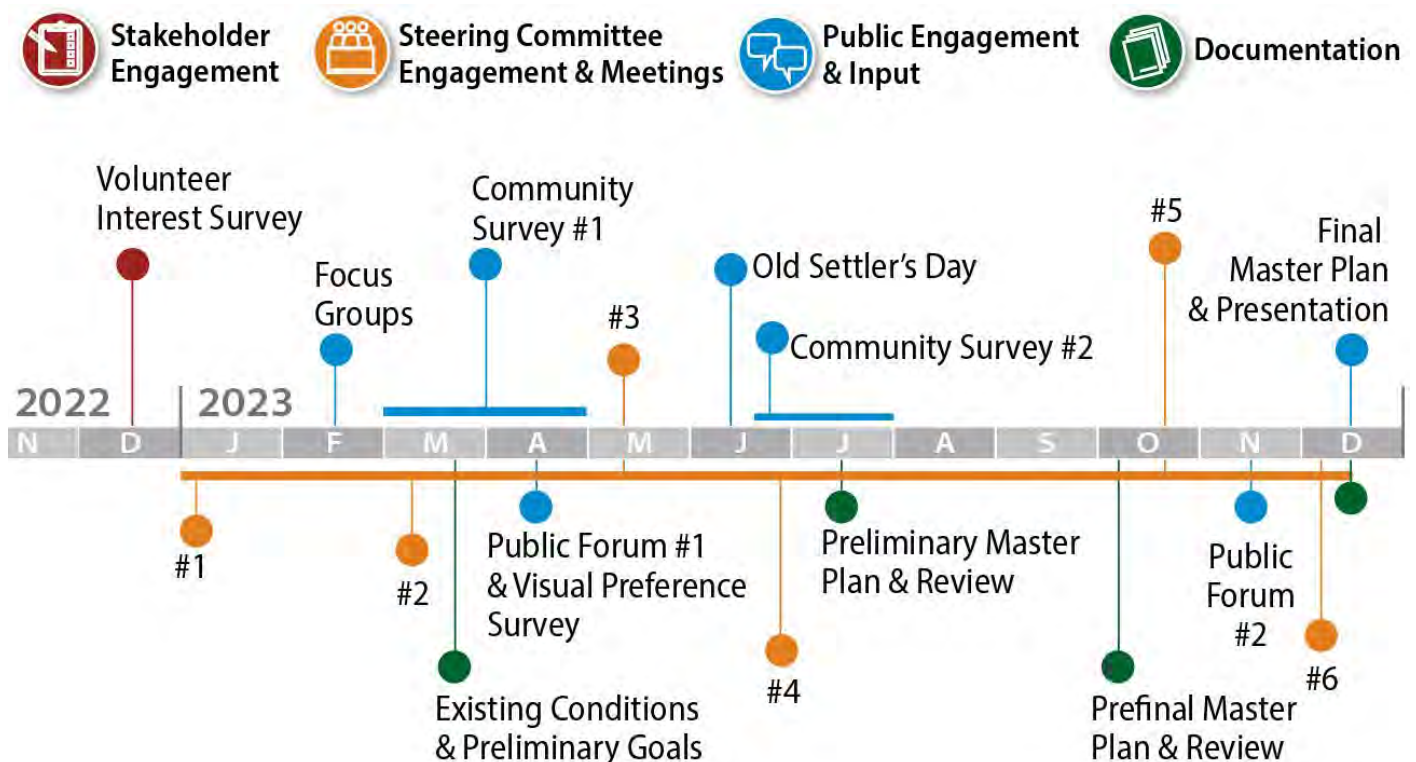 Stakeholder
Engagement
Steering Committee
Engagement & Meetings
Public Engagement
& Input
Documentation
Volunteer
Interest Survey
Focus
Groups
Community
Survey #1
#3
Old Settler's Day
Community Survey #2
#5
Final
Master Plan
& Presentation
2022
2023
N D J F M A M J J A S O N D
#1
#2
Existing Conditions
& Preliminary Goals
Public Forum #1
& Visual Preference
Survey
#4
Preliminary Master
Plan & Review
Prefinal Master
Plan & Review
Public
Forum
#2
#6